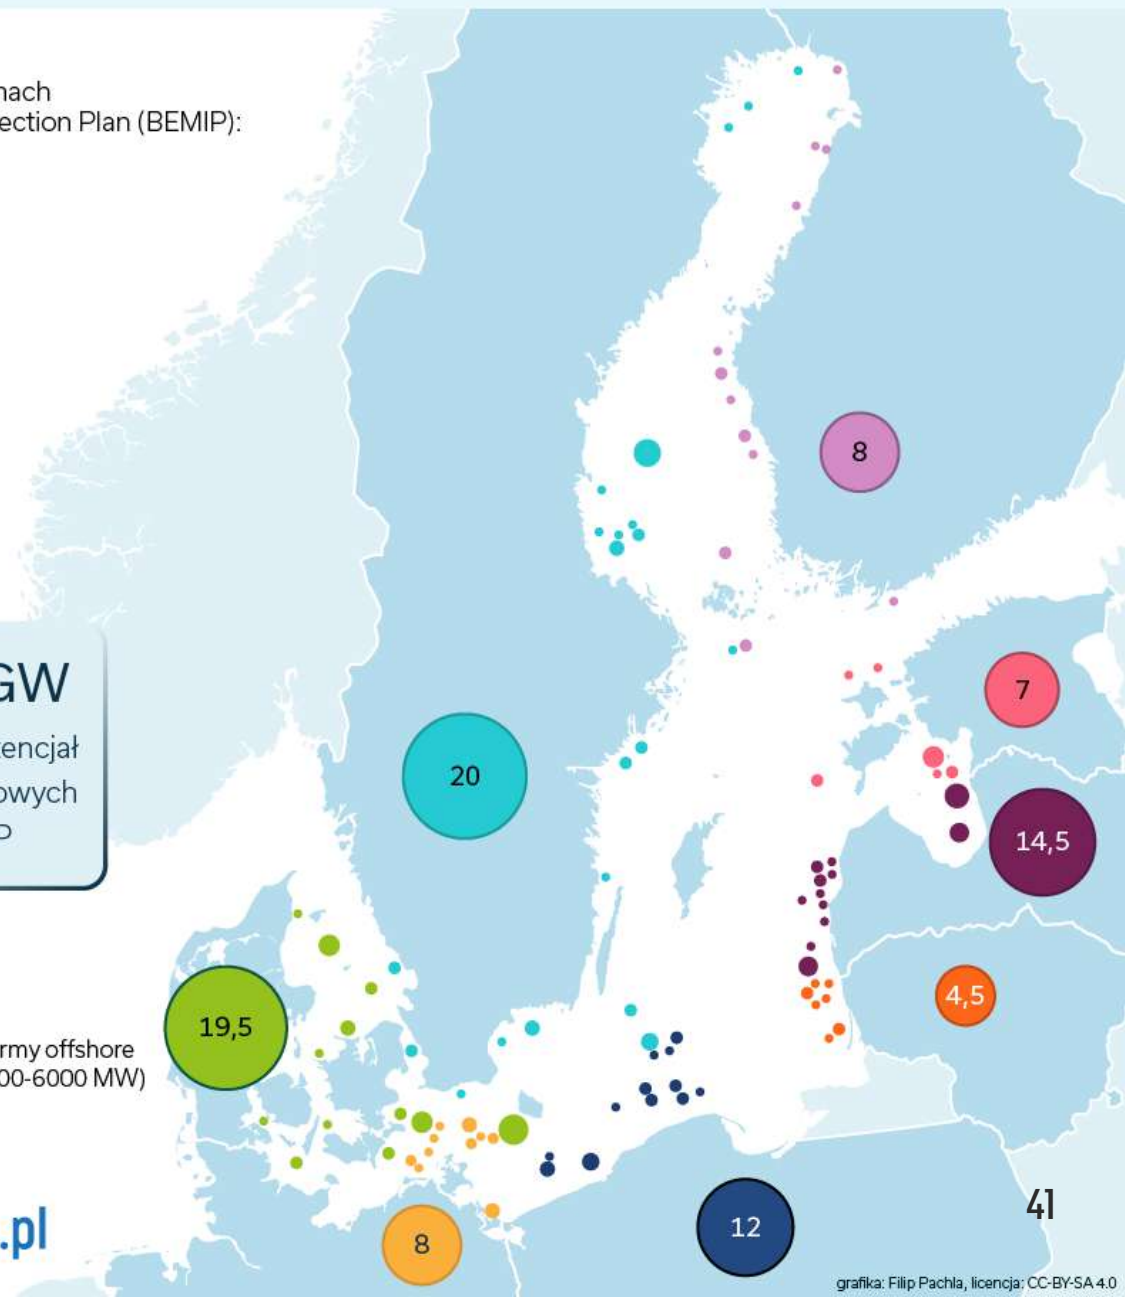 nach
ection Plan (BEMIP):
8
GW
encjał
owych
P
7
20
14,5
4,5
19,5
rmy offshore
00-6000 MW)
41
.pl
8
12
grafika: Filip Pachla, licencja: CC-BY-SA 4.0